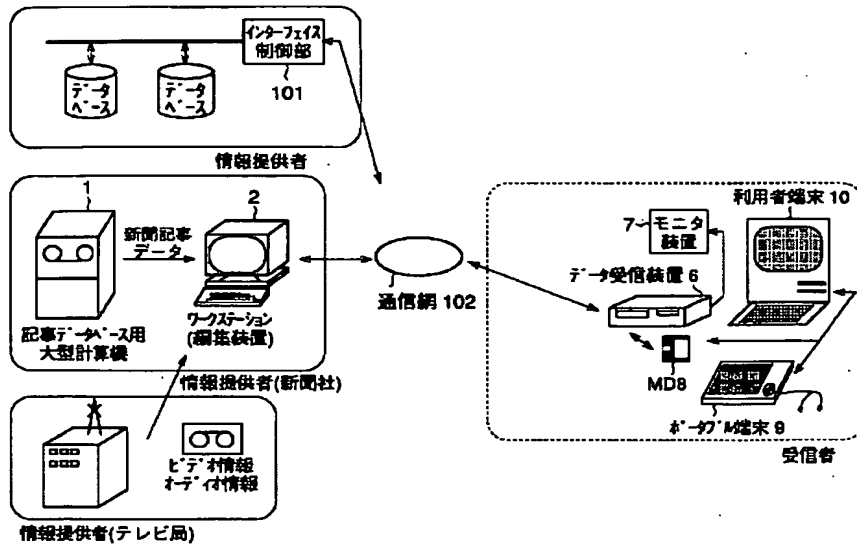 インターフェイス
制御部
101
データ
ベース
データ
ベース
情報提供者
1
新聞記事
データ
2
記事データベース用
大型計算機
ワークステーション
(編集装置)
情報提供者(新聞社)
ビデオ情報
オーディオ情報
情報提供者(テレビ局)
通信網 102
7
モニタ
装置
利用者端末 10
データ受信装置 6
MD8
ポータブル端末 9
受信者